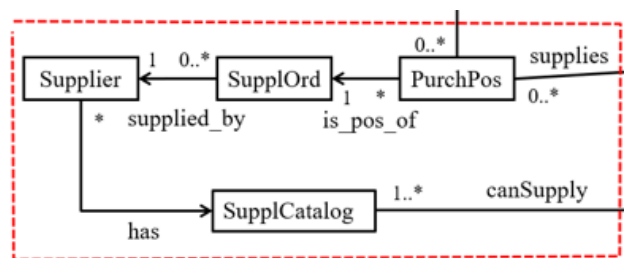 0..*
supplies
1
0..*
Supplier
SupplOrd
PurchPos
*
supplied_by
1
*
is_pos_of
0..*
1..*
canSupply
SupplCatalog
has